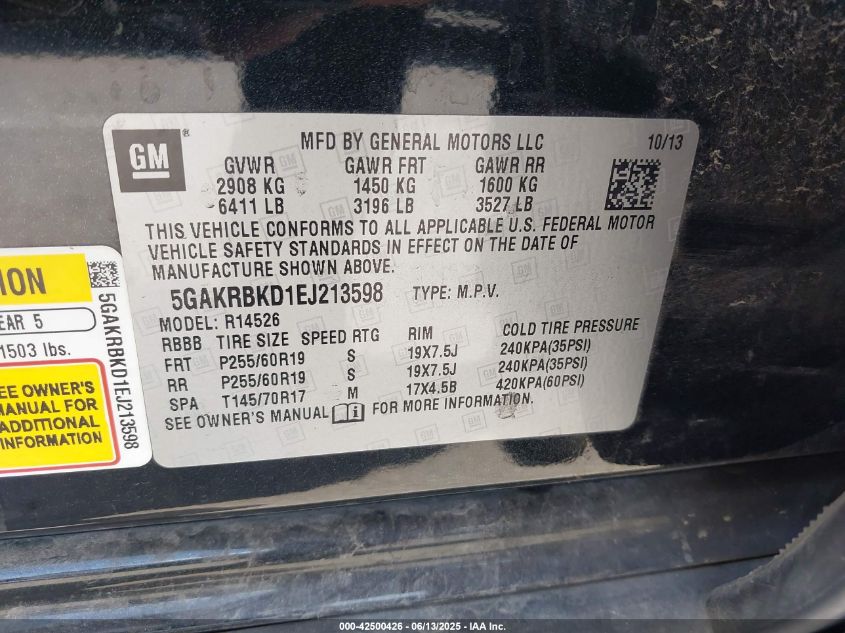 GM ®
MFD BY GENERAL MOTORS LLC 10/13
GVWR GAWR FRT GAWR RR
2908 KG 1450 KG 1600 KG
6411 LB 3196 LB 3527 LB
THIS VEHICLE CONFORMS TO ALL APPLICABLE U.S. FEDERAL MOTOR
VEHICLE SAFETY STANDARDS IN EFFECT ON THE DATE OF
MANUFACTURE SHOWN ABOVE.
5GAKRBKD1EJ213598 TYPE: M.P.V.
MODEL: R14526
RBBB TIRE SIZE SPEED RTG RIM COLD TIRE PRESSURE
FRT P255/60R19 S 19X7.5J 240KPA(35PSI)
RR P255/60R19 S 19X7.5J 240KPA(35PSI)
SPA T145/70R17 M 17X4.5B 420KPA(60PSI)
SEE OWNER'S MANUAL FOR MORE INFORMATION.
ION
EAR 5
1503 lbs.
SEE OWNER'S
MANUAL FOR
ADDITIONAL
INFORMATION
5GAKRBKD1EJ213598
000-42500426 - 06/13/2025 - IAA Inc.